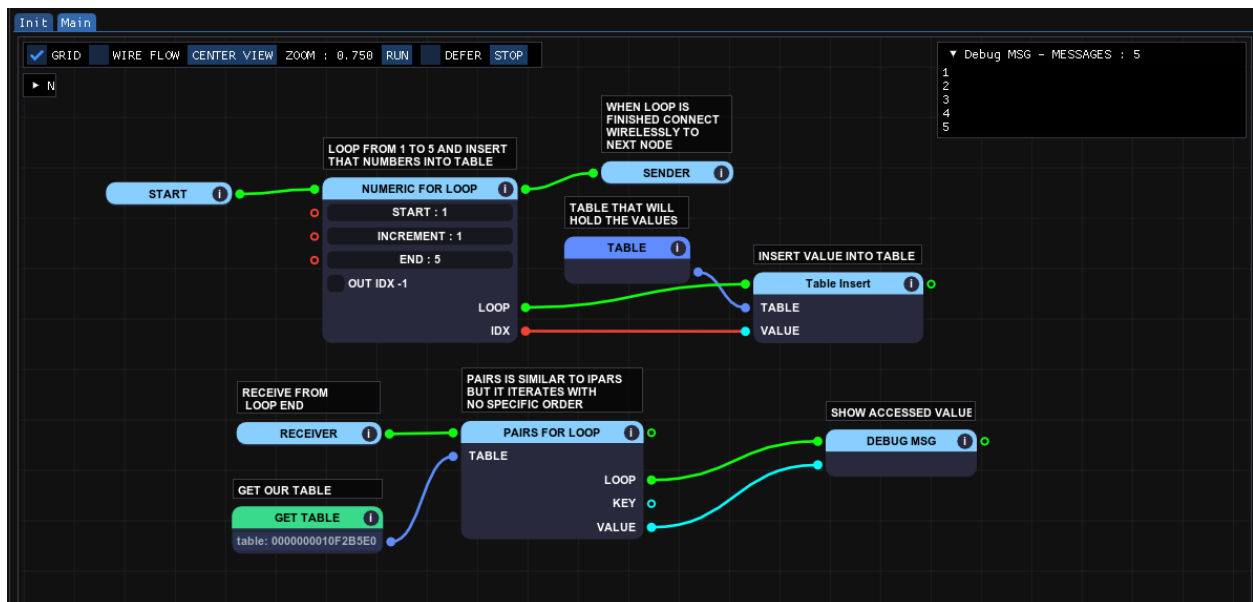 Init Main
GRID WIRE FLOW CENTER VIEW ZOOM : 0.750 RUN DEFER STOP
▶ N
▼ Debug MSG - MESSAGES : 5
1
2
3
4
5
START i
LOOP FROM 1 TO 5 AND INSERT
THAT NUMBERS INTO TABLE
NUMERIC FOR LOOP i
START : 1
INCREMENT : 1
END : 5
OUT IDX -1
LOOP
IDX
WHEN LOOP IS
FINISHED CONNECT
WIRELESSLY TO
NEXT NODE
SENDER i
TABLE THAT WILL
HOLD THE VALUES
TABLE i
INSERT VALUE INTO TABLE
Table Insert i
TABLE
VALUE
RECEIVE FROM
LOOP END
RECEIVER i
GET OUR TABLE
GET TABLE i
table: 0000000010F2B5E0
PAIRS IS SIMILAR TO IPARS
BUT IT ITERATES WITH
NO SPECIFIC ORDER
PAIRS FOR LOOP i
TABLE
LOOP
KEY
VALUE
SHOW ACCESSED VALUE
DEBUG MSG i